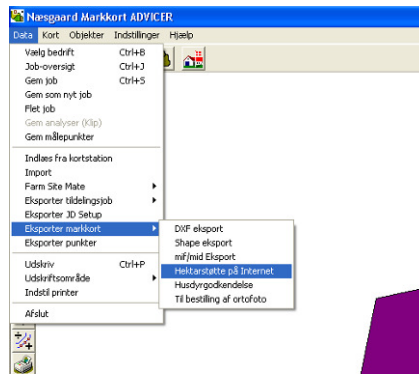 Næsgaard Markkort ADVICER
Data Kort Objekter Indstillinger Hjælp
Vælg bedrift Ctrl+B
Job-oversigt Ctrl+J
Gem job Ctrl+S
Gem som nyt job
Flet job
Gem analyser (Klip)
Gem målepunkter
Indlæs fra kortstation
Import
Farm Site Mate
Eksporter tildelingsjob
Eksporter JD Setup
Eksporter markkort
Eksporter punkter
Udskriv Ctrl+P
Udskriftsområde
Indstil printer
Afslut
DXF eksport
Shape eksport
mif/mid Eksport
Hektarstøtte på Internet
Husdyrgodkendelse
Til bestilling af ortofoto